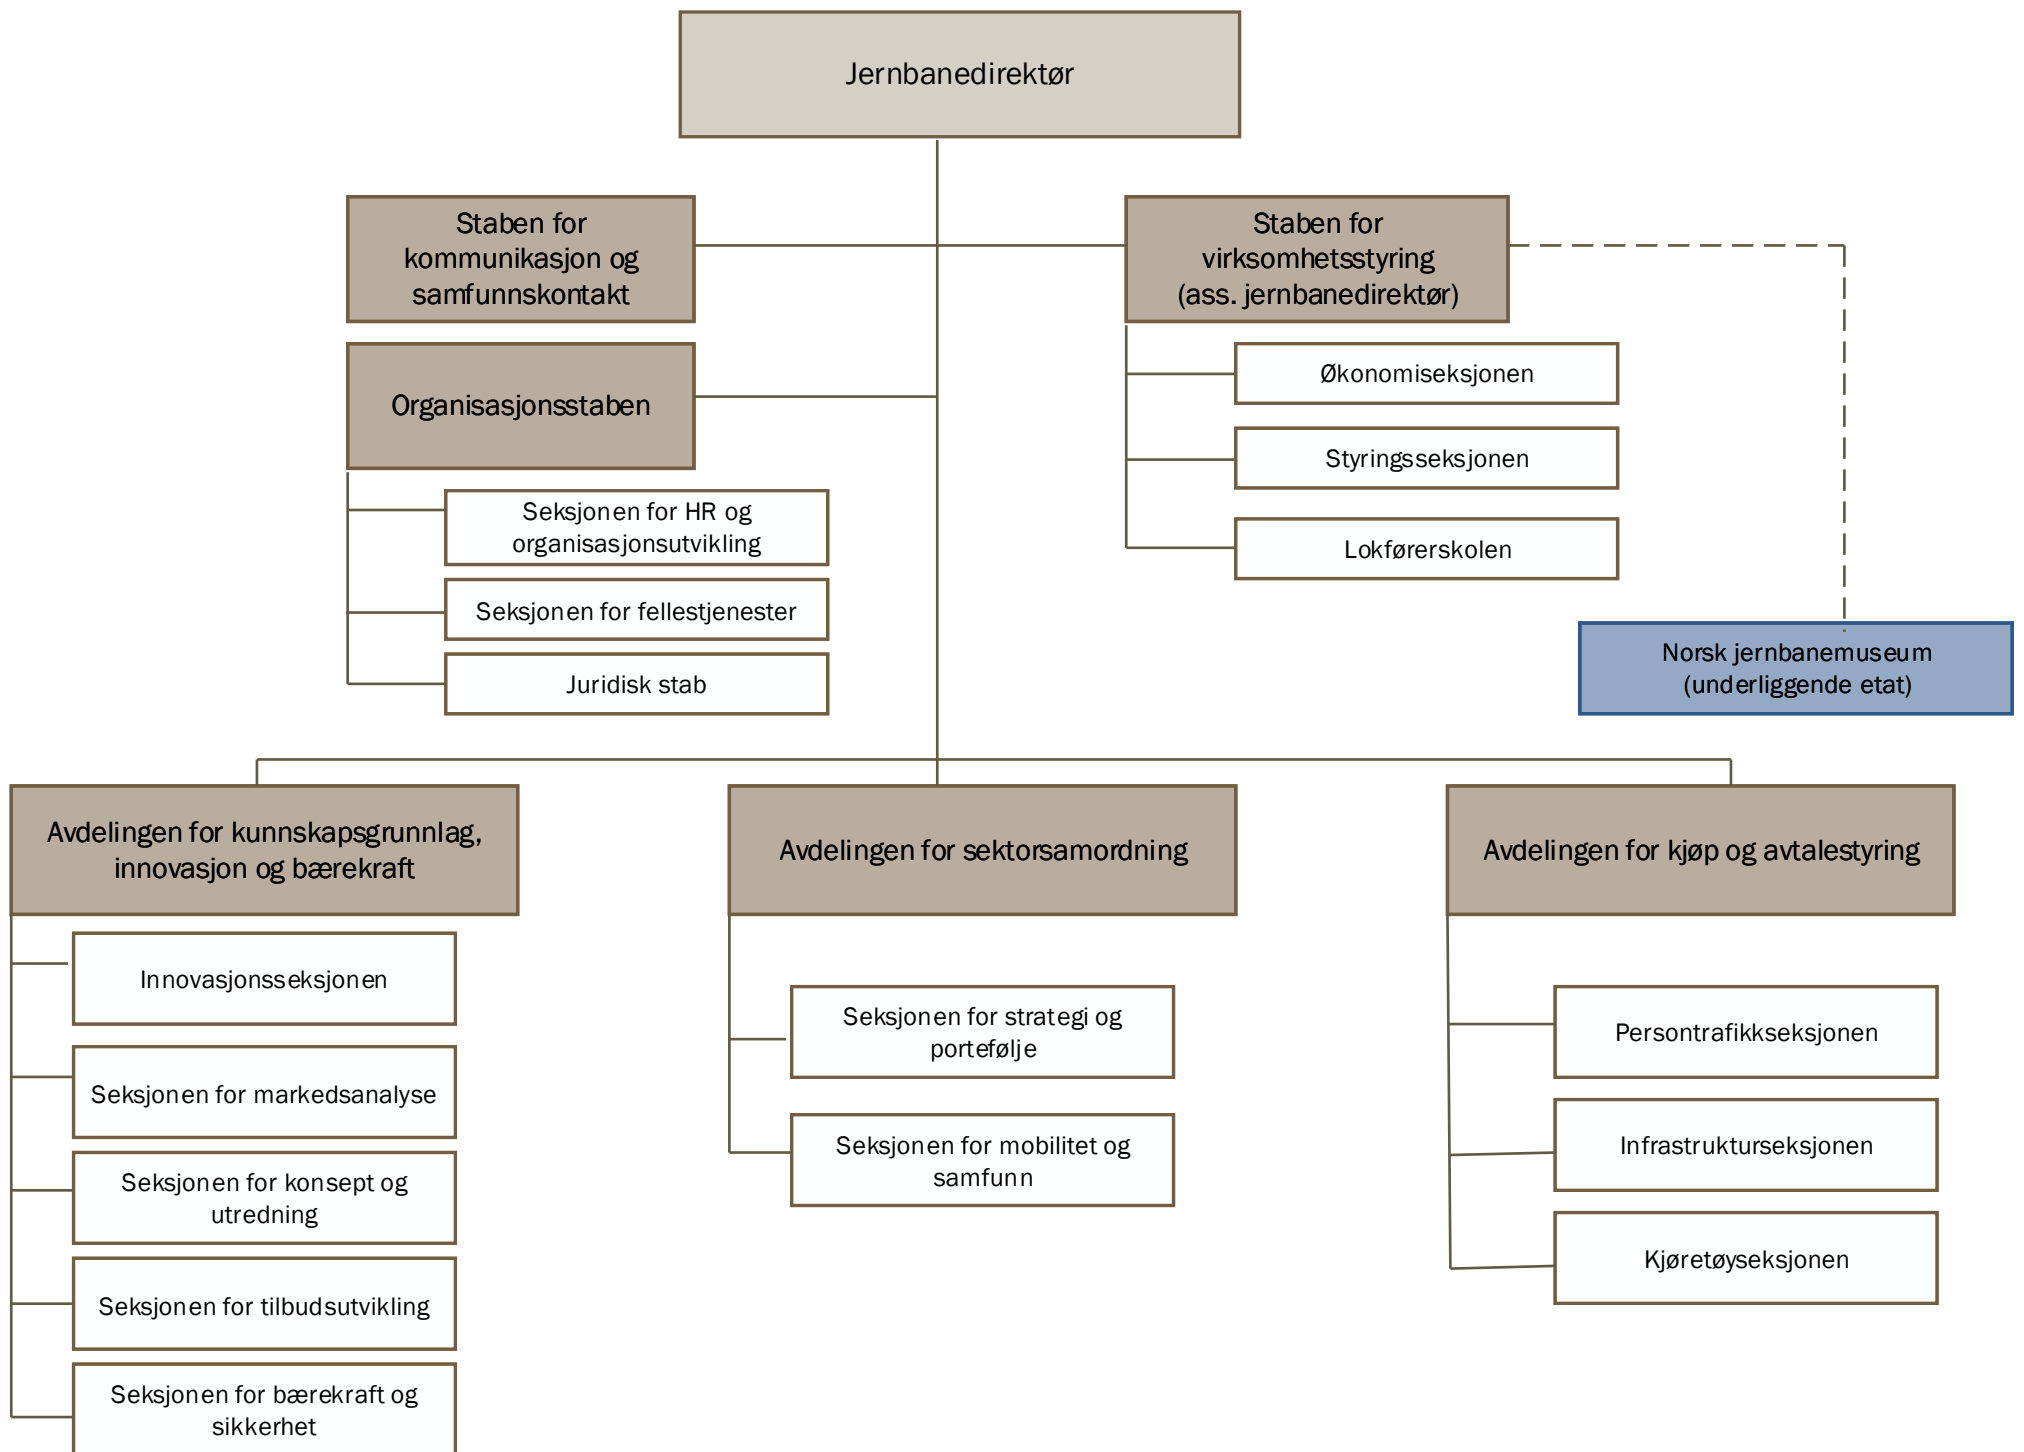 Jernbanedirektør
Staben for
kommunikasjon og
samfunnskontakt
Staben for
virksomhetsstyring
(ass. jernbanedirektør)
Organisasjonsstaben
Økonomiseksjonen
Styringsseksjonen
Lokførerskolen
Seksjonen for HR og
organisasjonsutvikling
Seksjonen for fellestjenester
Juridisk stab
Norsk jernbanemuseum
(underliggende etat)
Avdelingen for kunnskapsgrunnlag,
innovasjon og bærekraft
Innovasjonsseksjonen
Seksjonen for markedsanalyse
Seksjonen for konsept og
utredning
Seksjonen for tilbudsutvikling
Seksjonen for bærekraft og
sikkerhet
Avdelingen for sektorsamordning
Seksjonen for strategi og
portefølje
Seksjonen for mobilitet og
samfunn
Avdelingen for kjøp og avtalestyring
Persontrafikkseksjonen
Infrastrukturseksjonen
Kjøretøyseksjonen